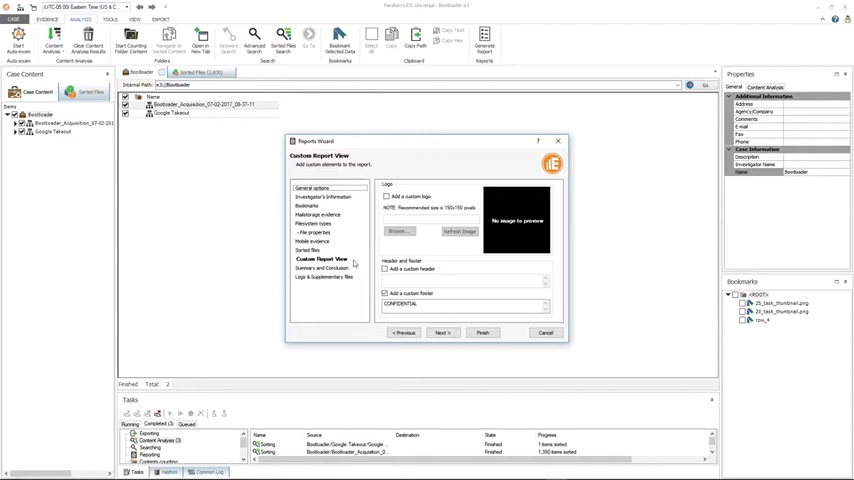 (UTC-05:00) Eastern Time (US & C
Paraben's E3: Universal - Bootloader.e3
CASE EVIDENCE ANALYSIS TOOLS VIEW EXPORT
Start Auto-exam
Content Analysis
Clear Content Analysis Results
Start Counting Folder Content
Navigate to Sorted Content
Open in New Tab
Keyword Search
Advanced Search
Sorted Files Search
Go To
Bookmark Selected Data
Select All
Copy
Copy Path
Copy Text
Copy Hex
Generate Report
Auto-exam Content Analysis Folders Search Bookmarks Clipboard Reports
Case Content
Case Content Sorted Files
Items
Bootloader
Bootloader_Acquisition_07-02-201
Google Takeout
Bootloader Sorted Files
Internal Path: e3://Bootloader Go
Name
Bootloader_Acquisition_07-02-2017_08-37-11
Google Takeout
Reports Wizard ?
Custom Report View
Add custom elements to the report.
General options
Investigator's Information
Bookmarks
Mailstorage evidence
Filesystem types
- File properties
Mobile evidence
Sorted files
Custom Report View
Summary and Conclusion
Logs & Supplementary files
Logo
Add a custom logo
NOTE: Recommended size is 150x150 pixels
Browse... Refresh Image
No image to preview
Header and footer
Add a custom header
Add a custom footer
CONFIDENTIAL
< Previous Next > Finish Cancel
Finished Total: 2
Tasks
Running Completed (3) Queued
Exporting
Content Analysis (3)
Searching
Reporting
Contents counting
Name Source Destination State Progress
Sorting Bootloader/Google Takeout/Google ... Finished 1 items sorted
Sorting Bootloader/Bootloader_Acquisition_0... Finished 1,350 items sorted
Tasks Hashes Common Log
Properties
General Content Analysis
Additional Information
Address
Agency/Company
Comments
E-mail
Fax
Phone
Case Information
Description
Investigator Name
Name Bootloader
Bookmarks
<ROOT>
25_task_thumbnail.png
20_task_thumbnail.png
row_4